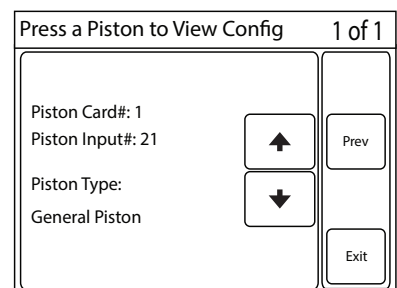 Press a Piston to View Config 1 of 1
Piston Card#: 1
Piston Input#: 21
Prev
Piston Type:
General Piston
Exit